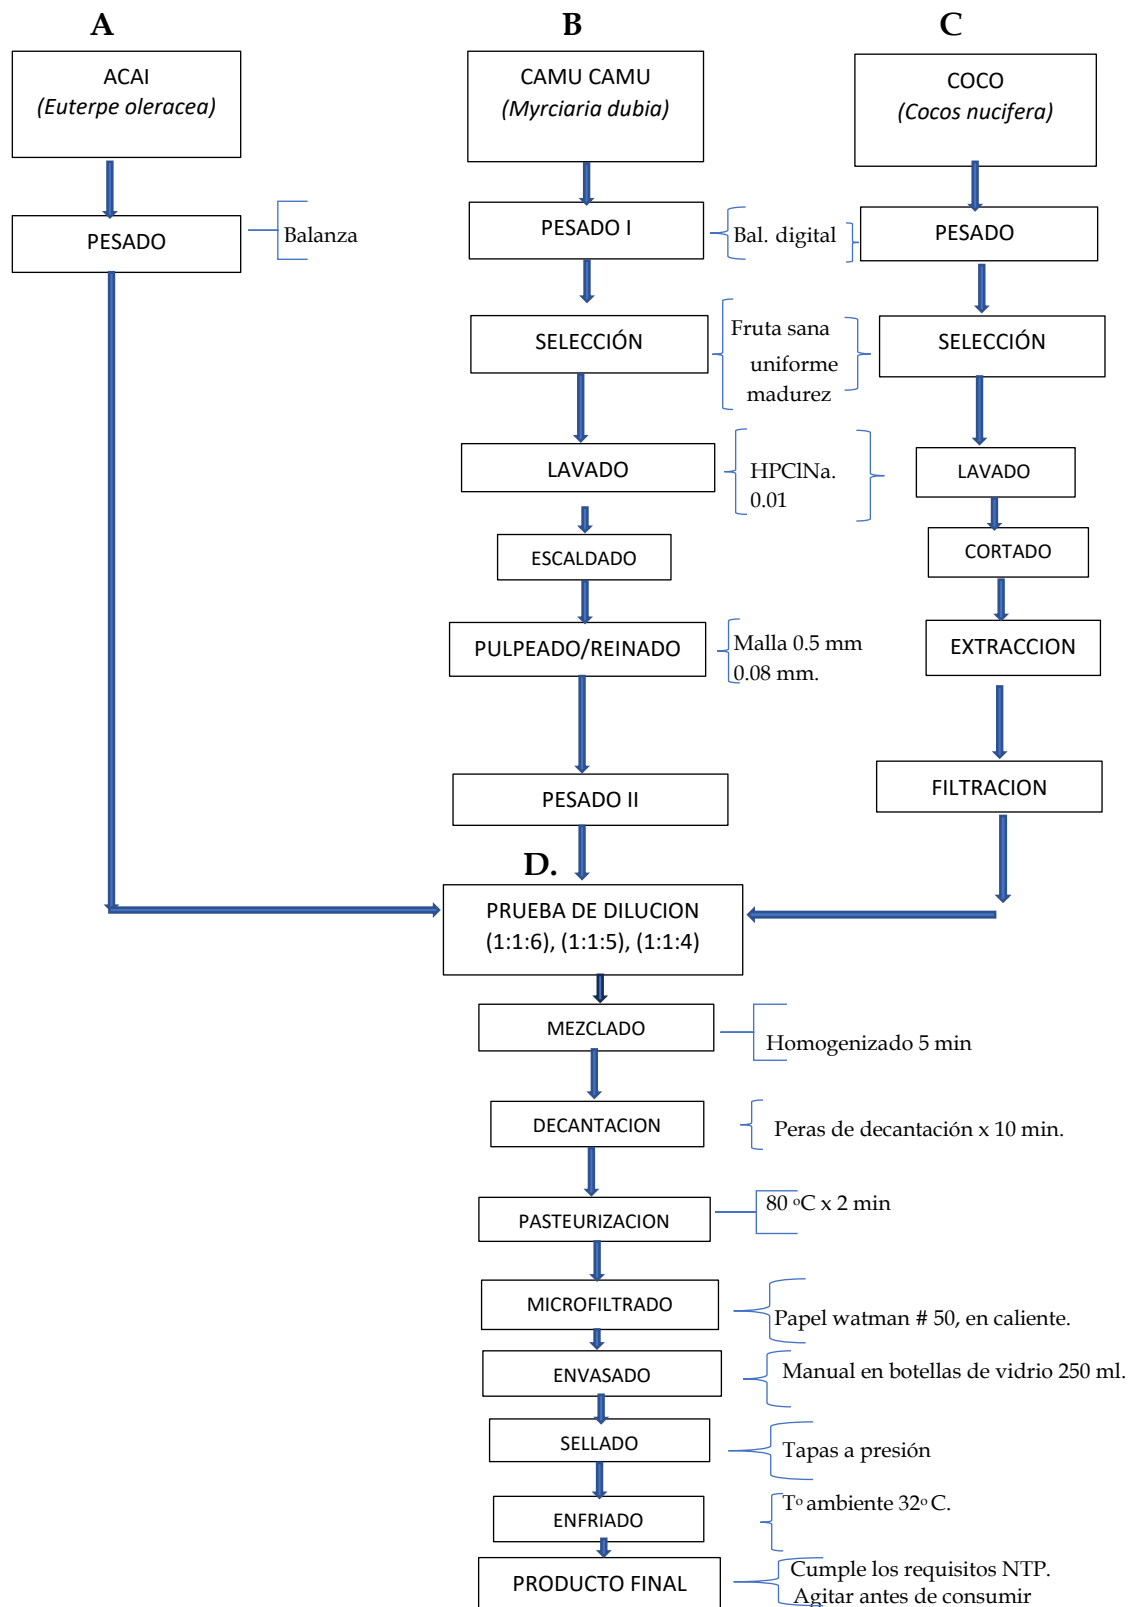 A
B
C
ACAI
(Euterpe oleracea)
CAMU CAMU
(Myrciaria dubia)
COCO
(Cocos nucifera)
PESADO
Balanza
PESADO I
Bal. digital
PESADO
SELECCIÓN
Fruta sana
uniforme
madurez
SELECCIÓN
LAVADO
HPClNa.
0.01
LAVADO
ESCALDADO
CORTADO
PULPEADO/REINADO
Malla 0.5 mm
0.08 mm.
EXTRACCION
PESADO II
FILTRACION
D.
PRUEBA DE DILUCION
(1:1:6), (1:1:5), (1:1:4)
MEZCLADO
Homogenizado 5 min
DECANTACION
Peras de decantación x 10 min.
PASTEURIZACION
80 ºC x 2 min
MICROFILTRADO
Papel watman # 50, en caliente.
ENVASADO
Manual en botellas de vidrio 250 ml.
SELLADO
Tapas a presión
ENFRIADO
Tº ambiente 32º C.
PRODUCTO FINAL
Cumple los requisitos NTP.
Agitar antes de consumir